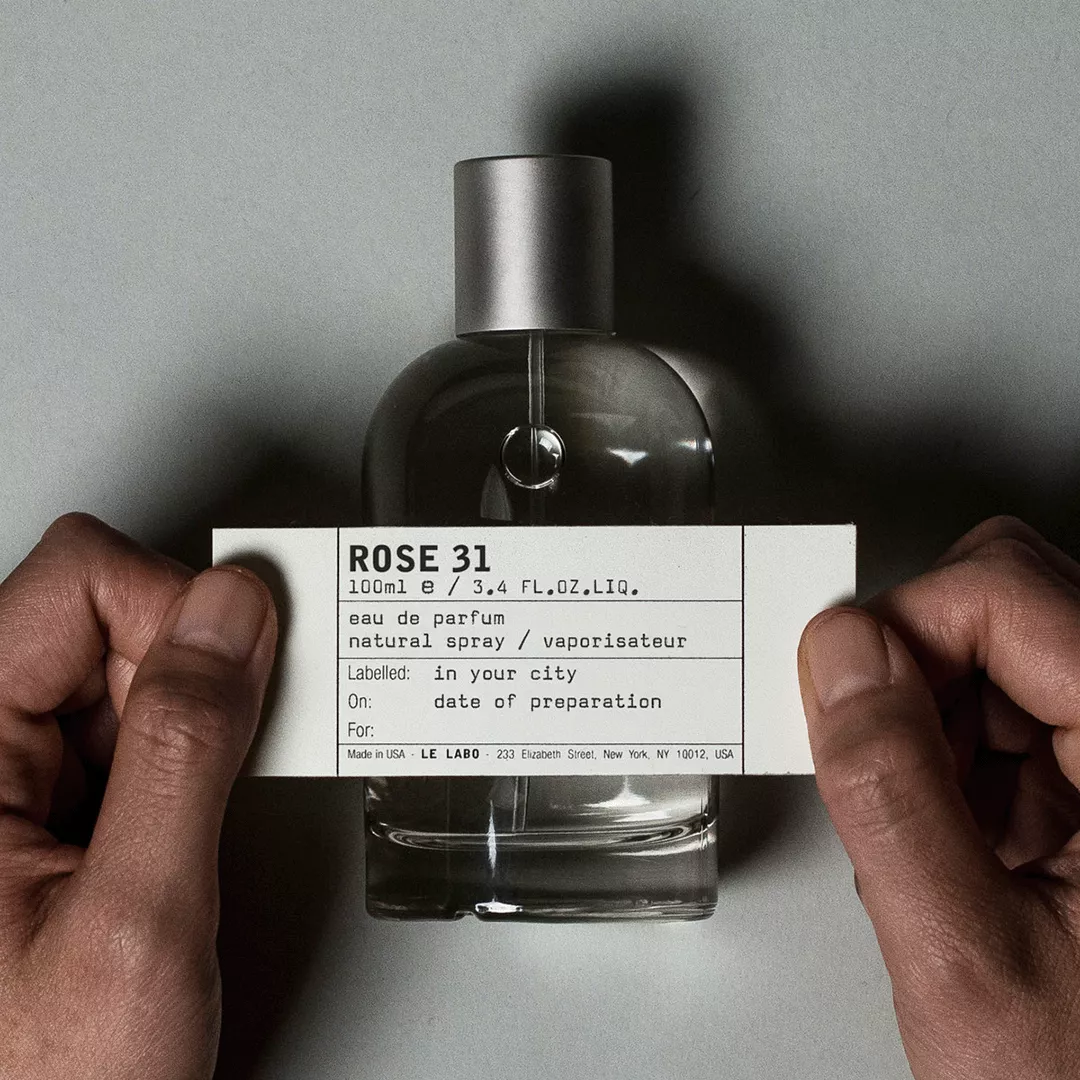 ROSE 31
100ml e / 3.4 FL.OZ.LIQ.
eau de parfum
natural spray / vaporisateur
Labelled: in your city
On: date of preparation
For:
Made in USA - LE LABO - 233 Elizabeth Street, New York, NY 10012, USA